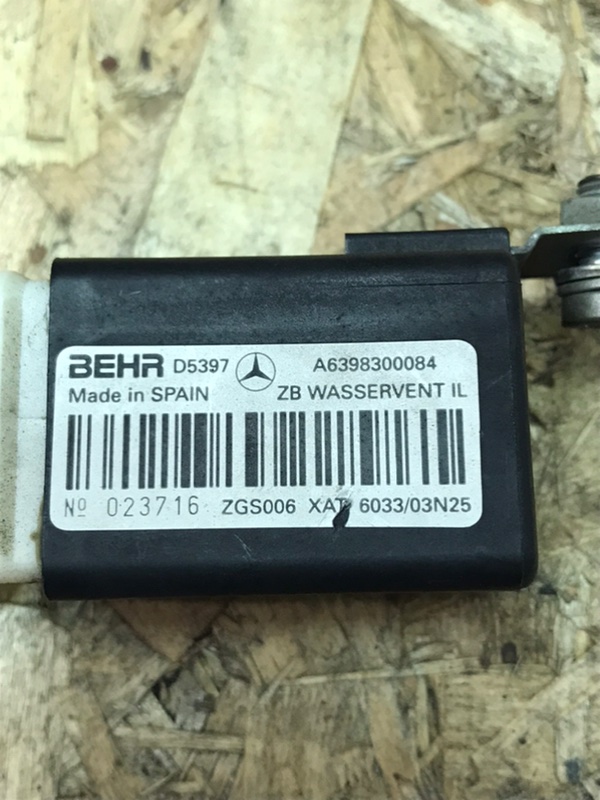 BEHR D5397 A6398300084
Made in SPAIN ZB WASSERVENT IL
Nº 023716 ZGS006 XAT 6033/03N25